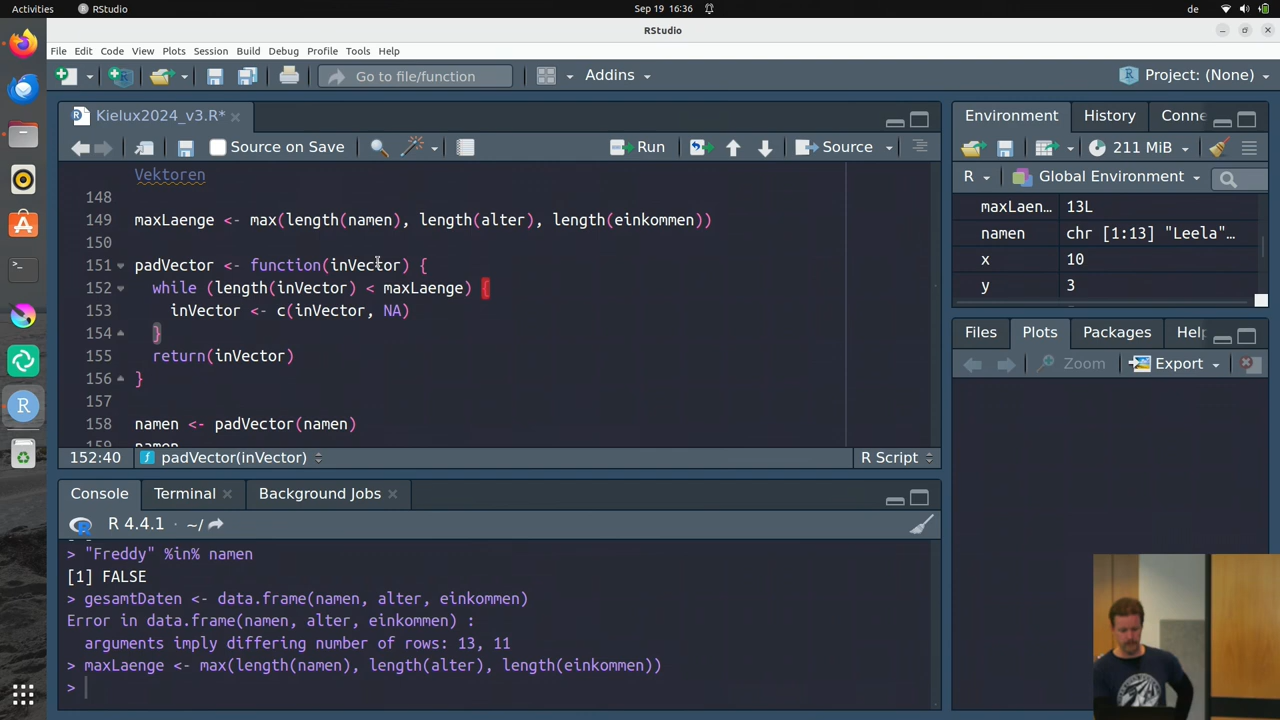 Activities
RStudio
Sep 19 16:36
de
RStudio
File Edit Code View Plots Session Build Debug Profile Tools Help
Go to file/function
Addins
Project: (None)
Kielux2024_v3.R*
Source on Save
Run
Source
Vektoren
148
149 maxLaenge <- max(length(namen), length(alter), length(einkommen))
150
151 padVector <- function(inVector) {
152 while (length(inVector) < maxLaenge) {
153 inVector <- c(inVector, NA)
154 }
155 return(inVector)
156 }
157
158 namen <- padVector(namen)
159 namen
152:40 padVector(inVector) R Script
Console Terminal Background Jobs
R 4.4.1 · ~/
> "Freddy" %in% namen
[1] FALSE
> gesamtDaten <- data.frame(namen, alter, einkommen)
Error in data.frame(namen, alter, einkommen) :
arguments imply differing number of rows: 13, 11
> maxLaenge <- max(length(namen), length(alter), length(einkommen))
>
Environment History Conne
211 MiB
R Global Environment
maxLaen… 13L
namen chr [1:13] "Leela"…
x 10
y 3
Files Plots Packages Help
Zoom Export